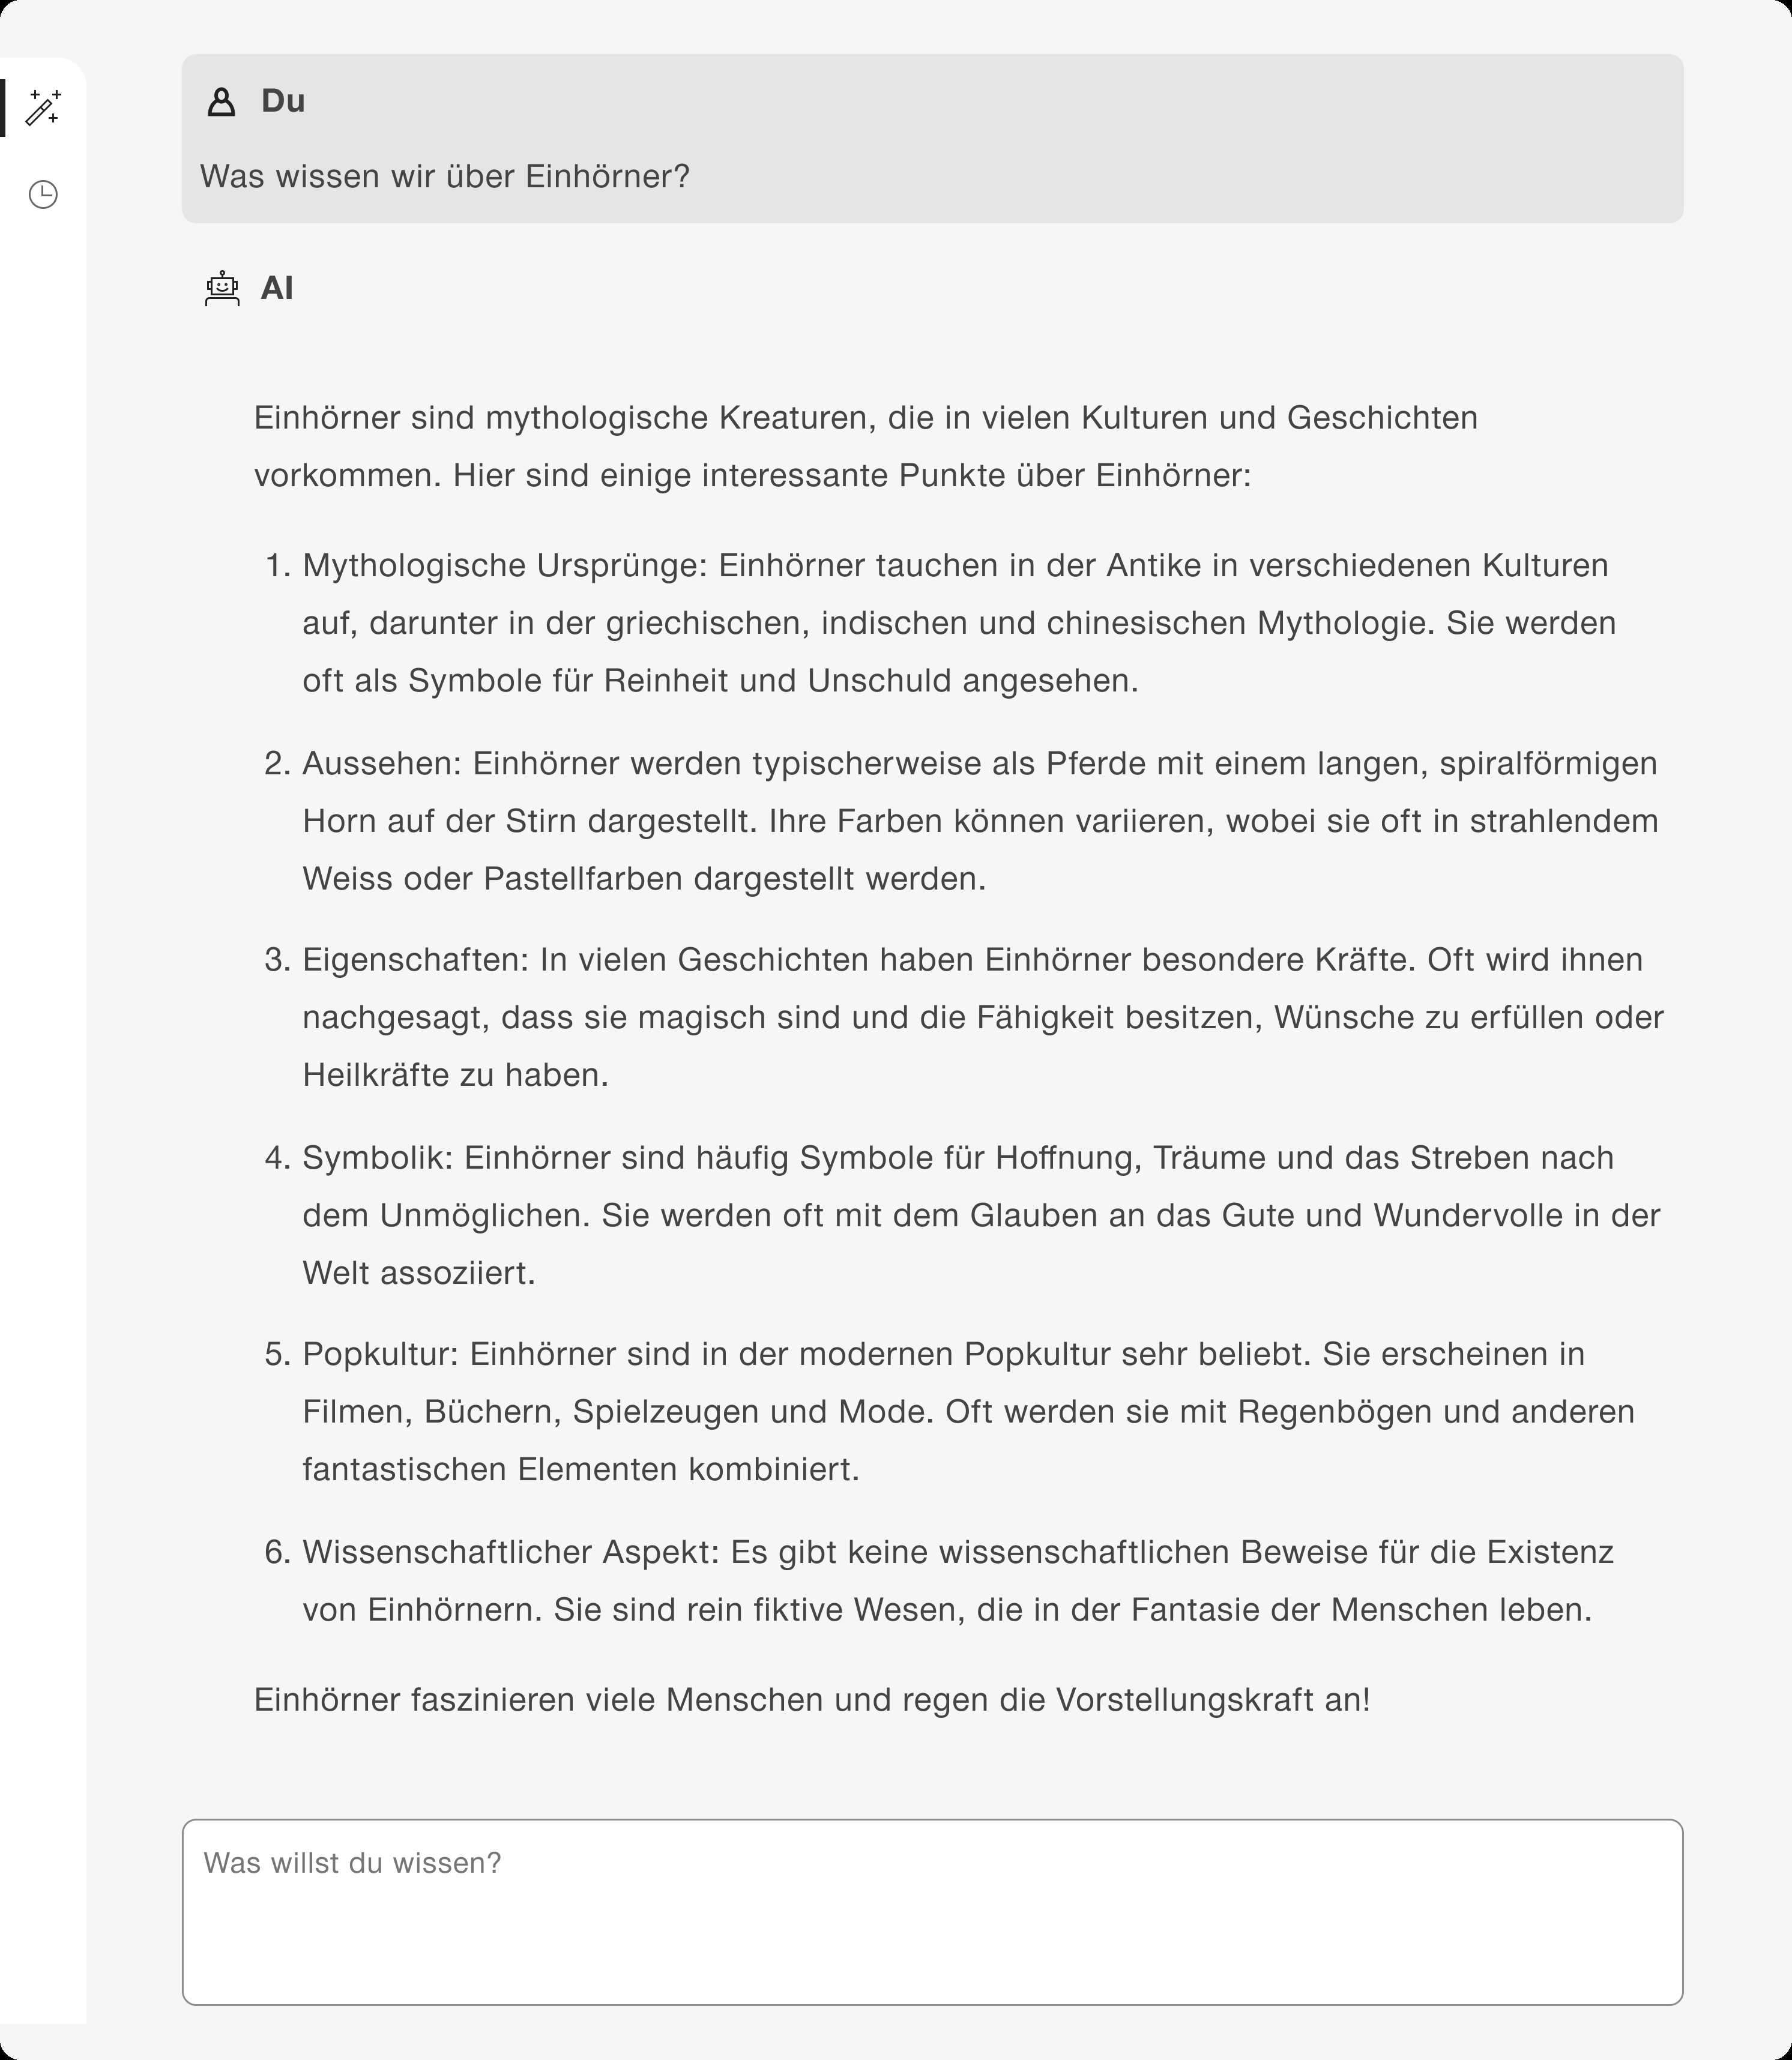 Du
Was wissen wir über Einhörner?
AI
Einhörner sind mythologische Kreaturen, die in vielen Kulturen und Geschichten
vorkommen. Hier sind einige interessante Punkte über Einhörner:
1. Mythologische Ursprünge: Einhörner tauchen in der Antike in verschiedenen Kulturen
auf, darunter in der griechischen, indischen und chinesischen Mythologie. Sie werden
oft als Symbole für Reinheit und Unschuld angesehen.
2. Aussehen: Einhörner werden typischerweise als Pferde mit einem langen, spiralförmigen
Horn auf der Stirn dargestellt. Ihre Farben können variieren, wobei sie oft in strahlendem
Weiss oder Pastellfarben dargestellt werden.
3. Eigenschaften: In vielen Geschichten haben Einhörner besondere Kräfte. Oft wird ihnen
nachgesagt, dass sie magisch sind und die Fähigkeit besitzen, Wünsche zu erfüllen oder
Heilkräfte zu haben.
4. Symbolik: Einhörner sind häufig Symbole für Hoffnung, Träume und das Streben nach
dem Unmöglichen. Sie werden oft mit dem Glauben an das Gute und Wundervolle in der
Welt assoziiert.
5. Popkultur: Einhörner sind in der modernen Popkultur sehr beliebt. Sie erscheinen in
Filmen, Büchern, Spielzeugen und Mode. Oft werden sie mit Regenbögen und anderen
fantastischen Elementen kombiniert.
6. Wissenschaftlicher Aspekt: Es gibt keine wissenschaftlichen Beweise für die Existenz
von Einhörnern. Sie sind rein fiktive Wesen, die in der Fantasie der Menschen leben.
Einhörner faszinieren viele Menschen und regen die Vorstellungskraft an!
Was willst du wissen?